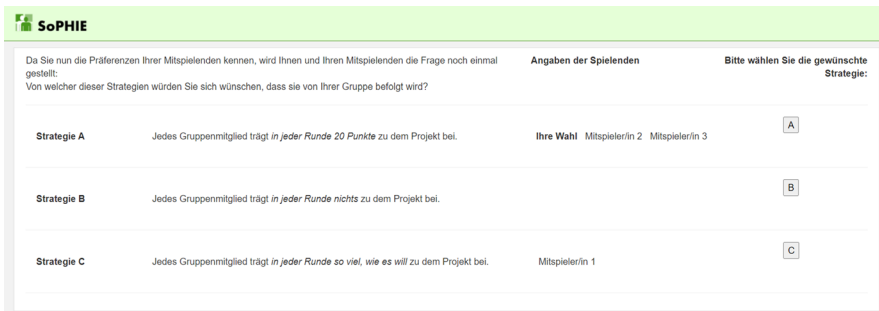 SoPHIE
Da Sie nun die Präferenzen Ihrer Mitspielenden kennen, wird Ihnen und Ihren Mitspielenden die Frage noch einmal
gestellt:
Von welcher dieser Strategien würden Sie sich wünschen, dass sie von Ihrer Gruppe befolgt wird?
Angaben der Spielenden
Bitte wählen Sie die gewünschte
Strategie:
Strategie A Jedes Gruppenmitglied trägt in jeder Runde 20 Punkte zu dem Projekt bei. Ihre Wahl Mitspieler/in 2 Mitspieler/in 3 A
Strategie B Jedes Gruppenmitglied trägt in jeder Runde nichts zu dem Projekt bei. B
Strategie C Jedes Gruppenmitglied trägt in jeder Runde so viel, wie es will zu dem Projekt bei. Mitspieler/in 1 C